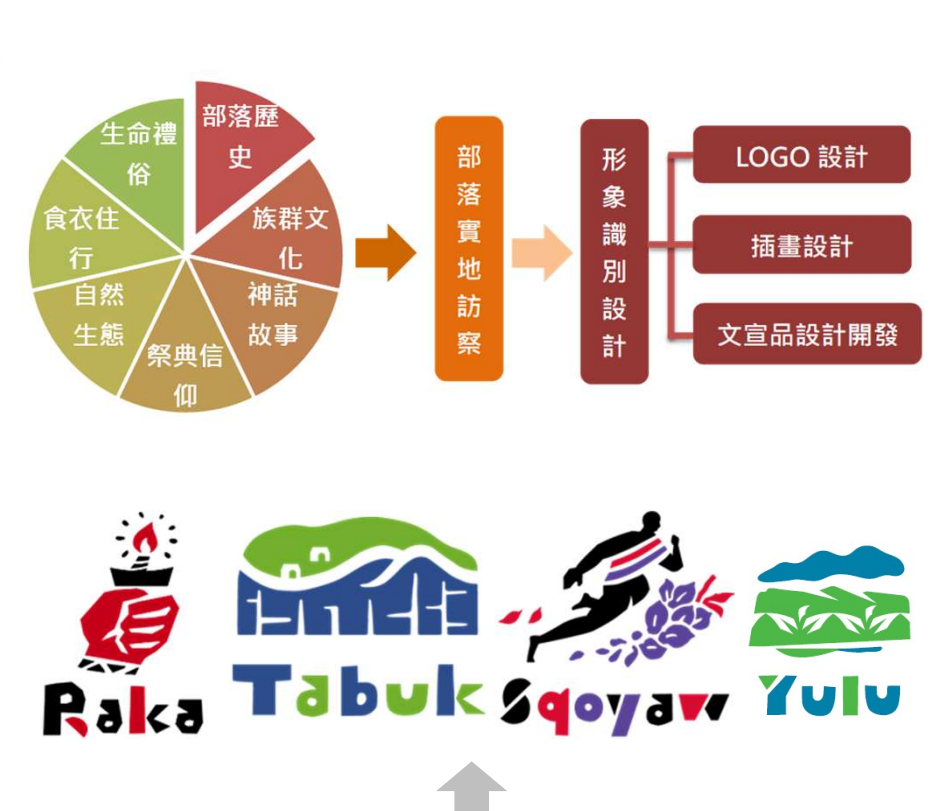 部落歷
史
族群文
化
神話
故事
祭典信
仰
自然
生態
食衣住
行
生命禮
俗
部落實地訪察
形象識別設計
LOGO 設計
插畫設計
文宣品設計開發
Raka
Tabuk
Sqoyaw
Yulu